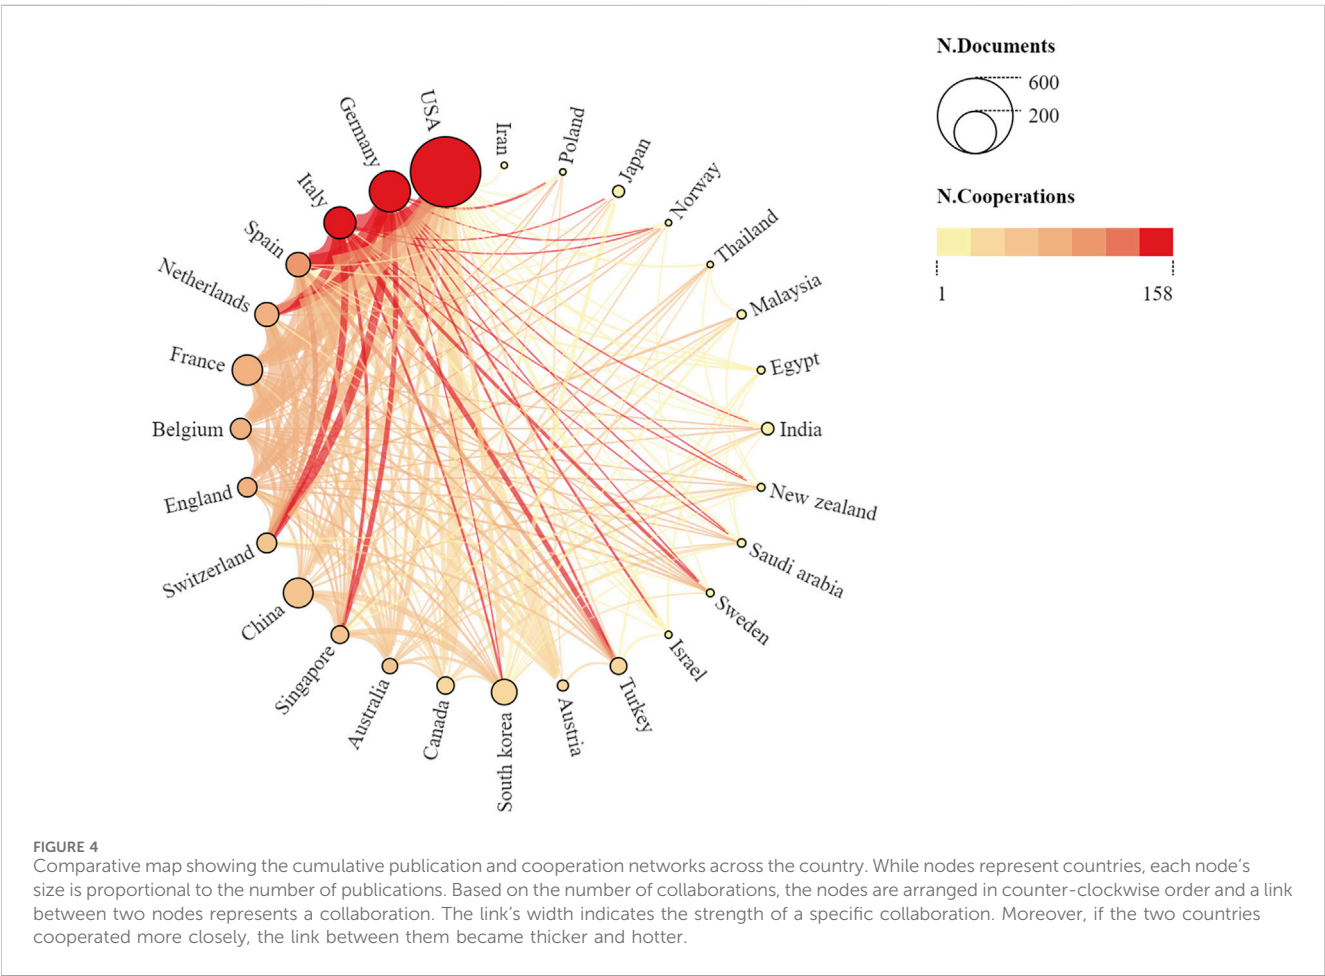 N.Documents
600
200
N.Cooperations
1
158
USA
Germany
Italy
Spain
Netherlands
France
Belgium
England
Switzerland
China
Singapore
Australia
Canada
South korea
Austria
Turkey
Israel
Sweden
Saudi arabia
New zealand
India
Egypt
Malaysia
Thailand
Norway
Japan
Poland
Iran
FIGURE 4
Comparative map showing the cumulative publication and cooperation networks across the country. While nodes represent countries, each node's
size is proportional to the number of publications. Based on the number of collaborations, the nodes are arranged in counter-clockwise order and a link
between two nodes represents a collaboration. The link's width indicates the strength of a specific collaboration. Moreover, if the two countries
cooperated more closely, the link between them became thicker and hotter.